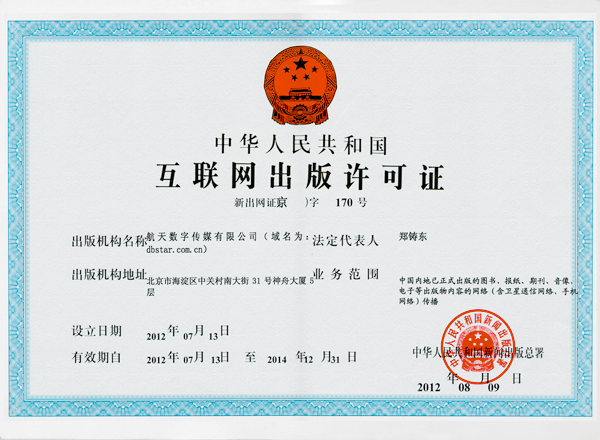 中华人民共和国
互联网出版许可证
新出网证(京)字 170 号
出版机构名称 航天数字传媒有限公司（域名为：dbstar.com.cn）
法定代表人 郑铸东
出版机构地址 北京市海淀区中关村南大街 31 号神舟大厦 5 层
业务范围 中国内地已正式出版的图书、报纸、期刊、音像、
电子等出版物内容的网络（含卫星通信网络、手机
网络）传播
设立日期 2012 年 07 月 13 日
有效期自 2012 年 07 月 13 日 至 2014 年 12 月 31 日
中华人民共和国新闻出版总署
2012 年 08 月 09 日
中华人民共和国新闻出版总署